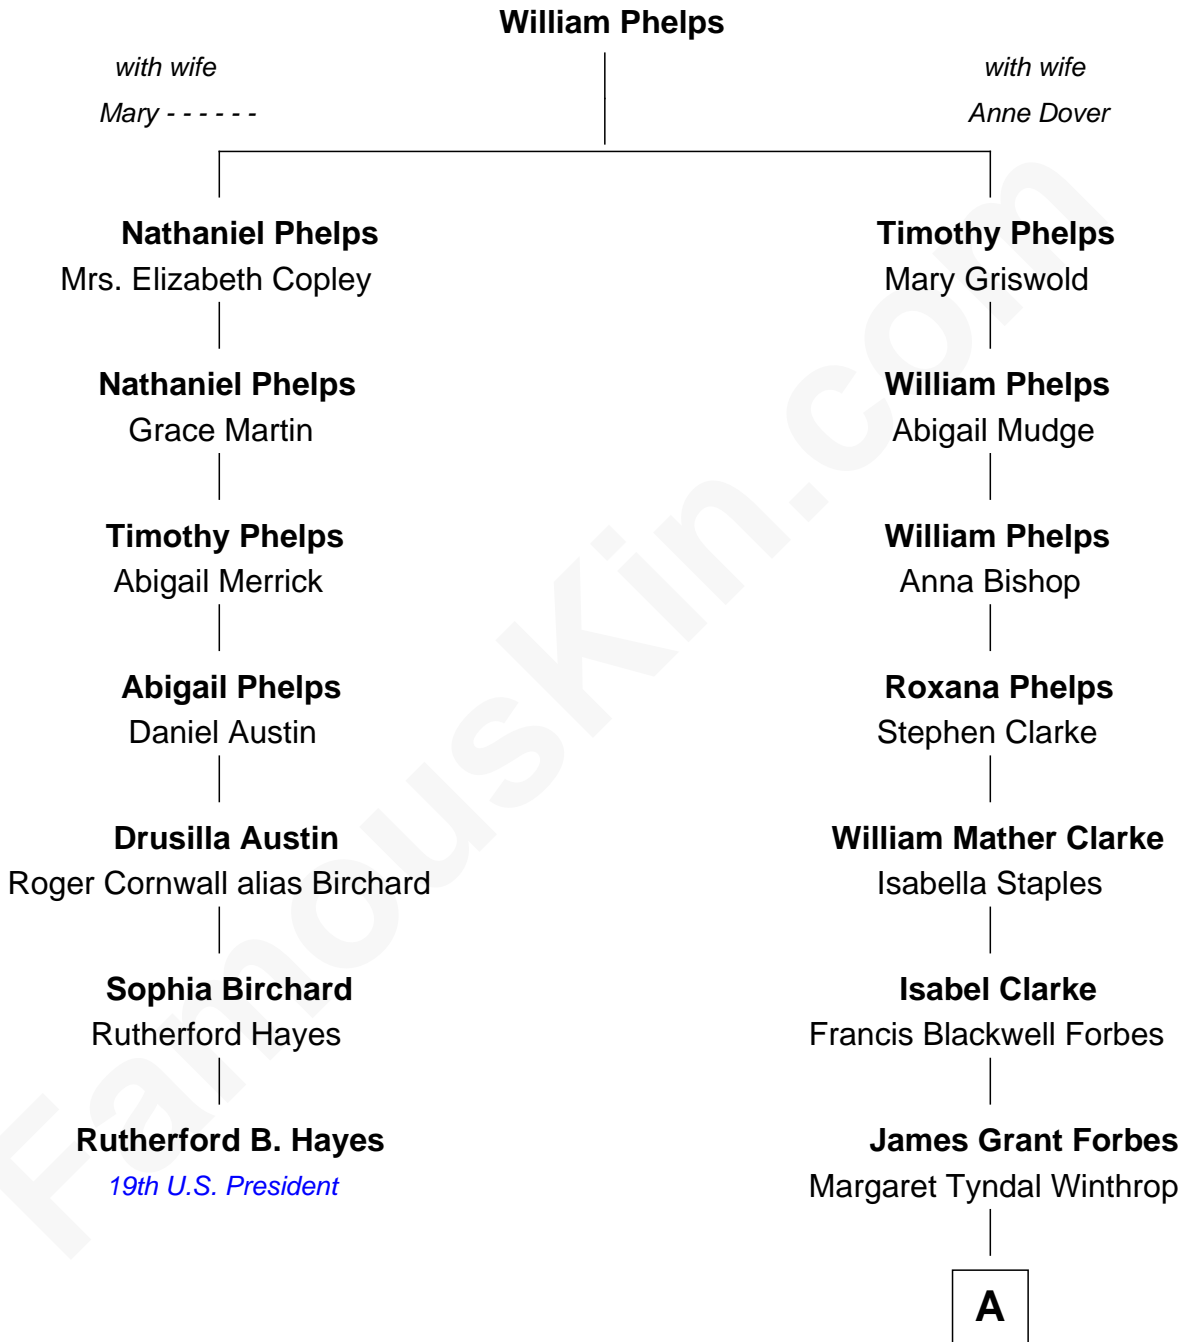 William Phelps
with wife
Mary - - - - - -
with wife
Anne Dover
Nathaniel Phelps
Mrs. Elizabeth Copley
Timothy Phelps
Mary Griswold
Nathaniel Phelps
Grace Martin
William Phelps
Abigail Mudge
Timothy Phelps
Abigail Merrick
William Phelps
Anna Bishop
Abigail Phelps
Daniel Austin
Roxana Phelps
Stephen Clarke
Drusilla Austin
Roger Cornwall alias Birchard
William Mather Clarke
Isabella Staples
Sophia Birchard
Rutherford Hayes
Isabel Clarke
Francis Blackwell Forbes
Rutherford B. Hayes
19th U.S. President
James Grant Forbes
Margaret Tyndal Winthrop
A
FamousKin.com